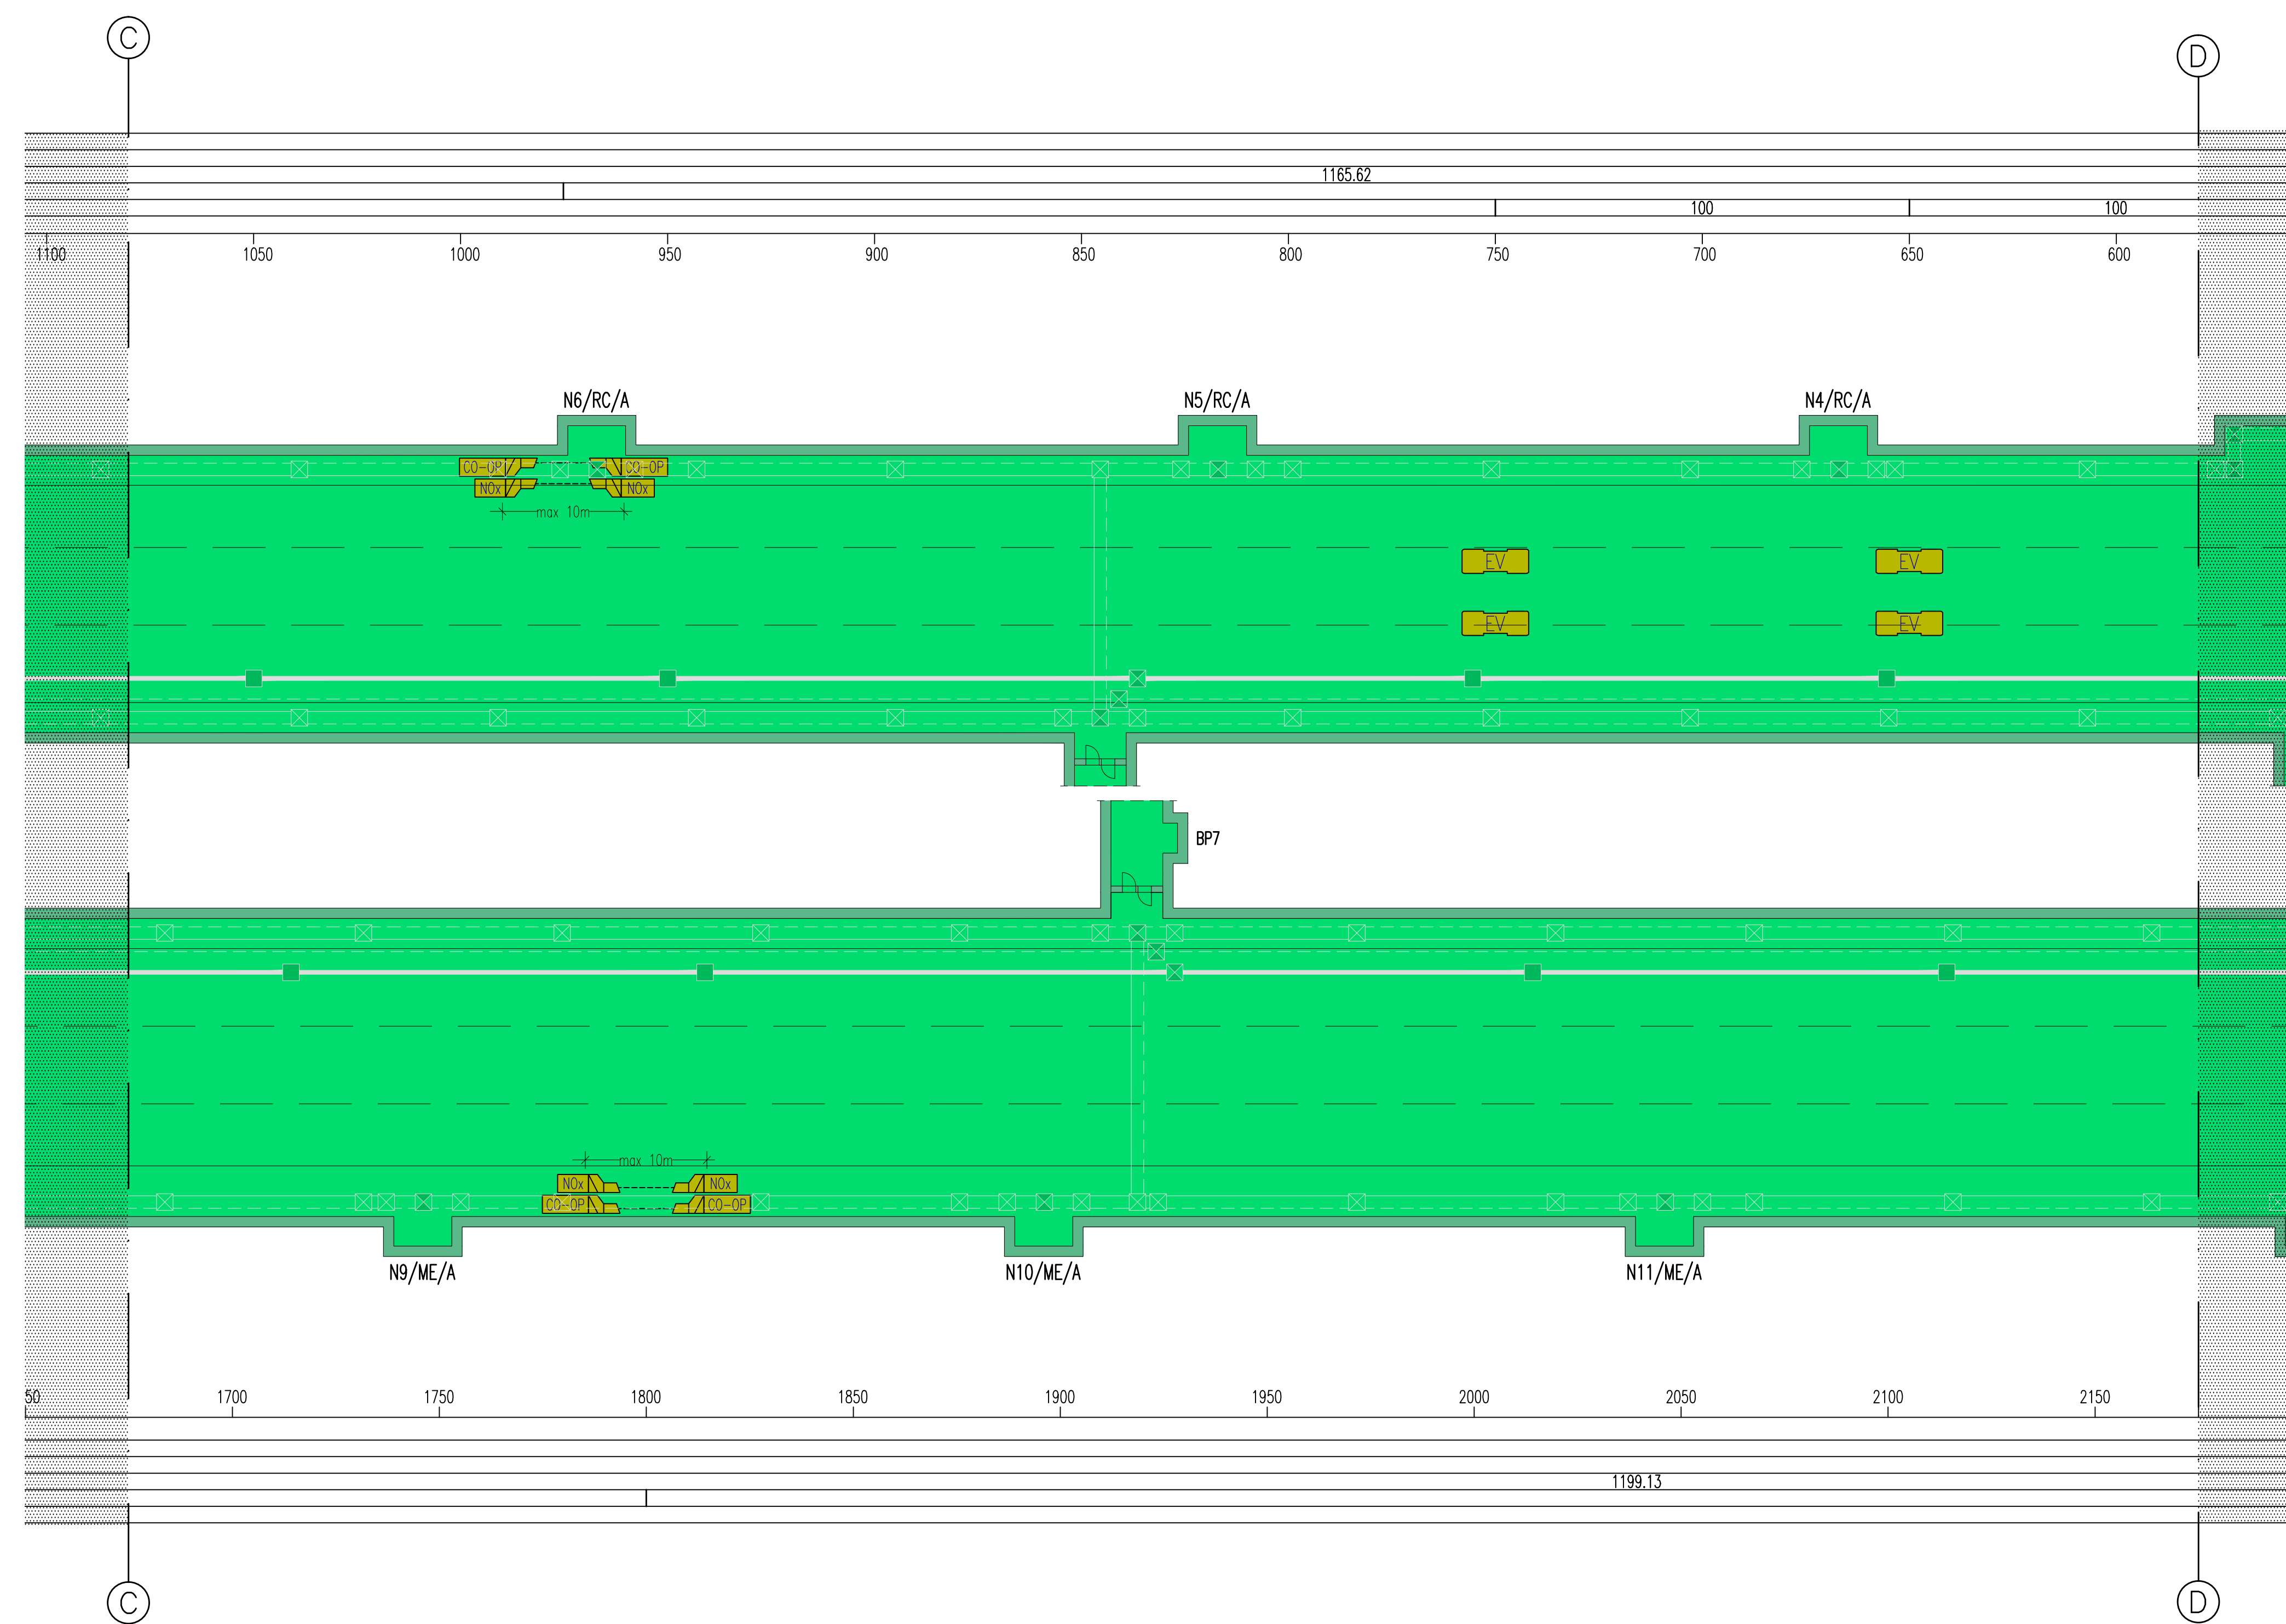 C
D
1165.62
100
100
1100
1050
1000
950
900
850
800
750
700
650
600
N6/RC/A
N5/RC/A
N4/RC/A
CO-OP
CO-OP
NOx
NOx
max 10m
EV
EV
EV
EV
BP7
max 10m
NOx
NOx
CO-OP
CO-OP
N9/ME/A
N10/ME/A
N11/ME/A
50
1700
1750
1800
1850
1900
1950
2000
2050
2100
2150
1199.13
C
D